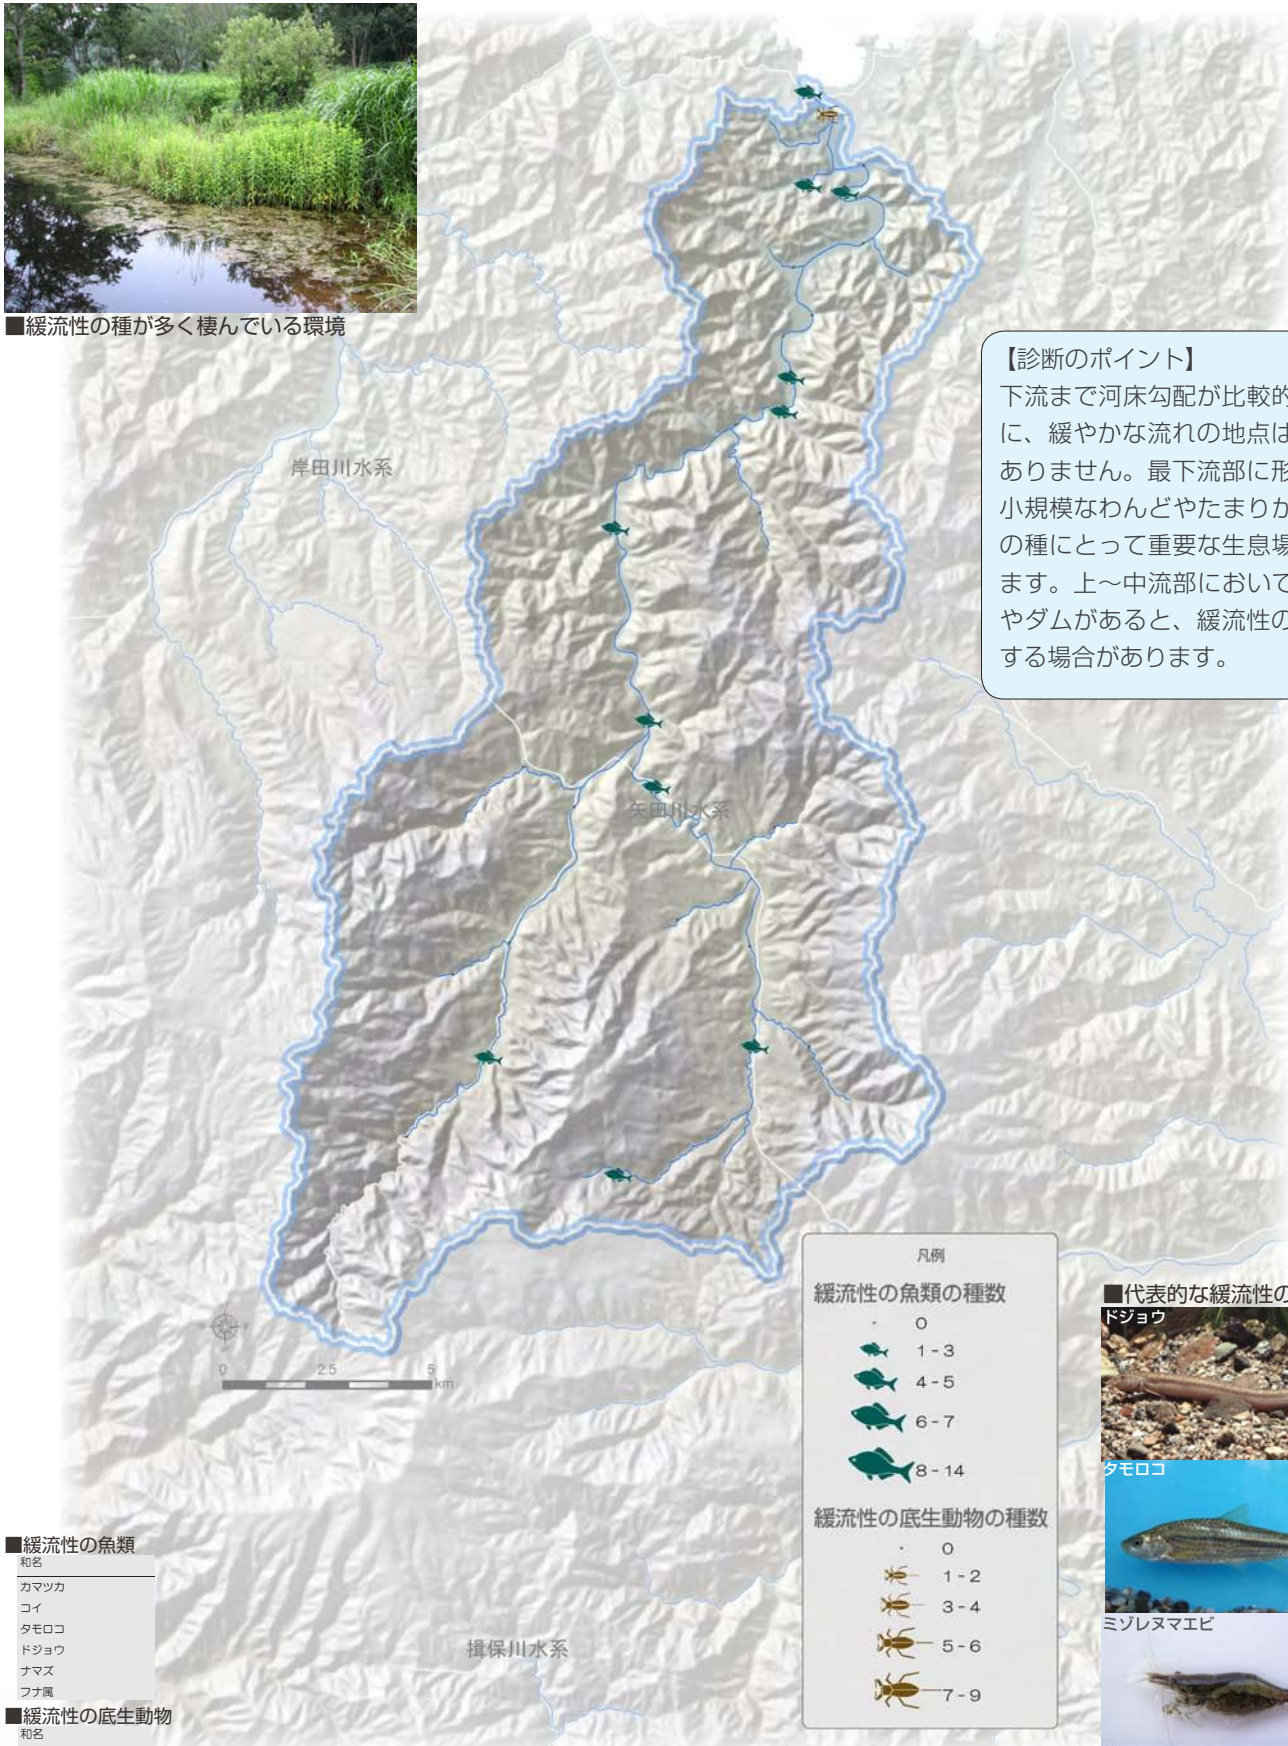 ■緩流性の種が多く棲んでいる環境
【診断のポイント】
下流まで河床勾配が比較的
に、緩やかな流れの地点は
ありません。最下流部に形
小規模なわんどやたまりが
の種にとって重要な生息場
ます。上～中流部において
やダムがあると、緩流性の
する場合があります。
岸田川水系
矢田川水系
揖保川水系
0 2.5 5
km
凡例
緩流性の魚類の種数
0
1-3
4-5
6-7
8-14
緩流性の底生動物の種数
0
1-2
3-4
5-6
7-9
■代表的な緩流性の
ドジョウ
タモロコ
ミゾレヌマエビ
■緩流性の魚類
和名
カマツカ
コイ
タモロコ
ドジョウ
ナマズ
フナ属
■緩流性の底生動物
和名